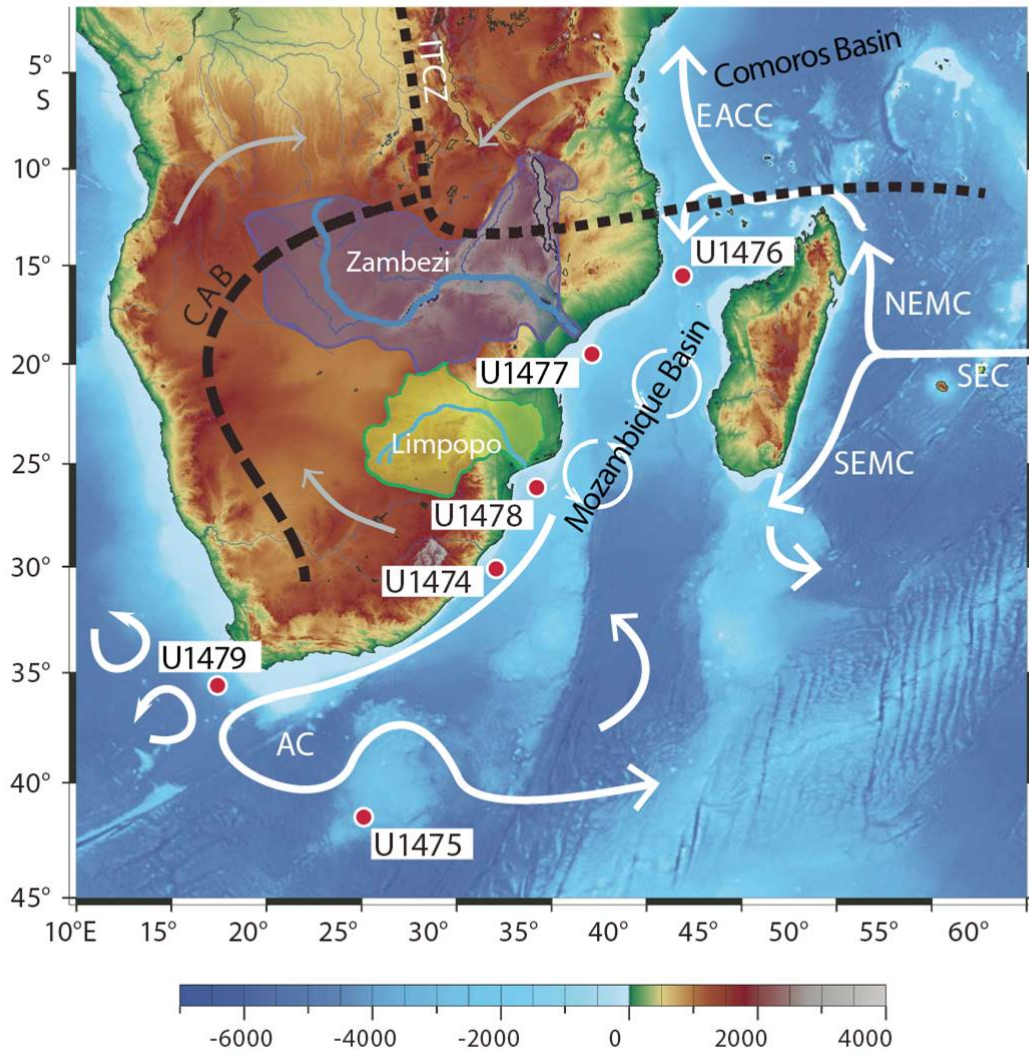 5°
S
10°
15°
20°
25°
30°
35°
40°
45°
ITCZ
Comoros Basin
EACC
U1476
Zambezi
CAB
NEMC
U1477
SEC
Mozambique Basin
Limpopo
SEMC
U1478
U1474
U1479
AC
U1475
10°E 15° 20° 25° 30° 35° 40° 45° 50° 55° 60°
-6000 -4000 -2000 0 2000 4000